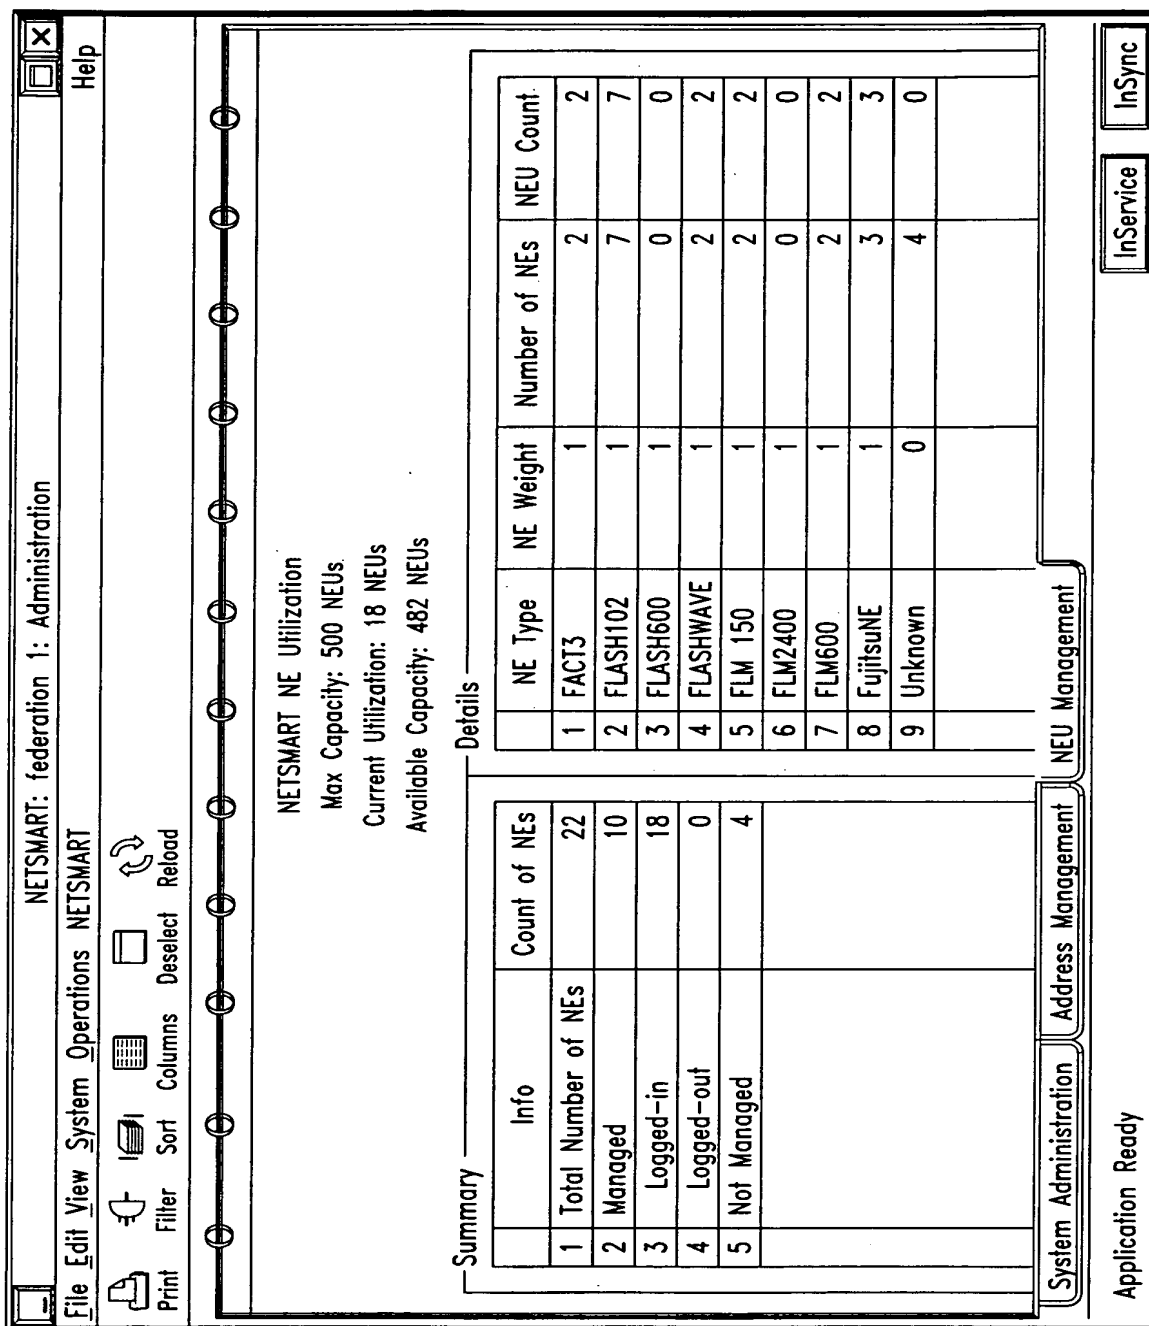 NETSMART: federation 1: Administration
File Edit View System Operations NETSMART Help
Print Filter Sort Columns Deselect Reload
NETSMART NE Utilization
Max Capacity: 500 NEUs
Current Utilization: 18 NEUs
Available Capacity: 482 NEUs
Summary
Info Count of NEs
1 Total Number of NEs 22
2 Managed 10
3 Logged-in 18
4 Logged-out 0
5 Not Managed 4
Details
NE Type NE Weight Number of NEs NEU Count
1 FACT3 1 2 2
2 FLASH102 1 7 7
3 FLASH600 1 0 0
4 FLASHWAVE 1 2 2
5 FLM 150 1 2 2
6 FLM2400 1 0 0
7 FLM600 1 2 2
8 FujitsuNE 1 3 3
9 Unknown 0 4 0
System Administration Address Management NEU Management
Application Ready InService InSync